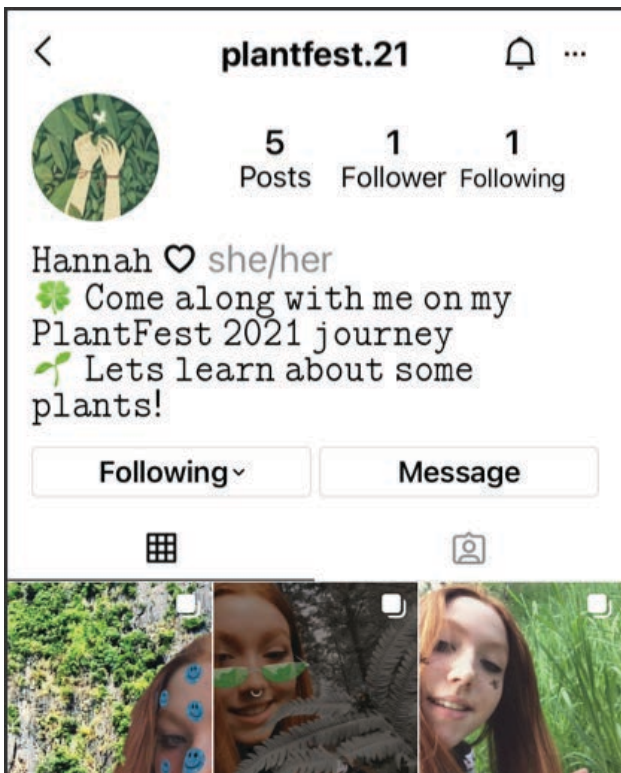 plantfest.21
5 1 1
Posts Follower Following
Hannah ♡ she/her
🍀 Come along with me on my
PlantFest 2021 journey
🌱 Lets learn about some
plants!
Following Message